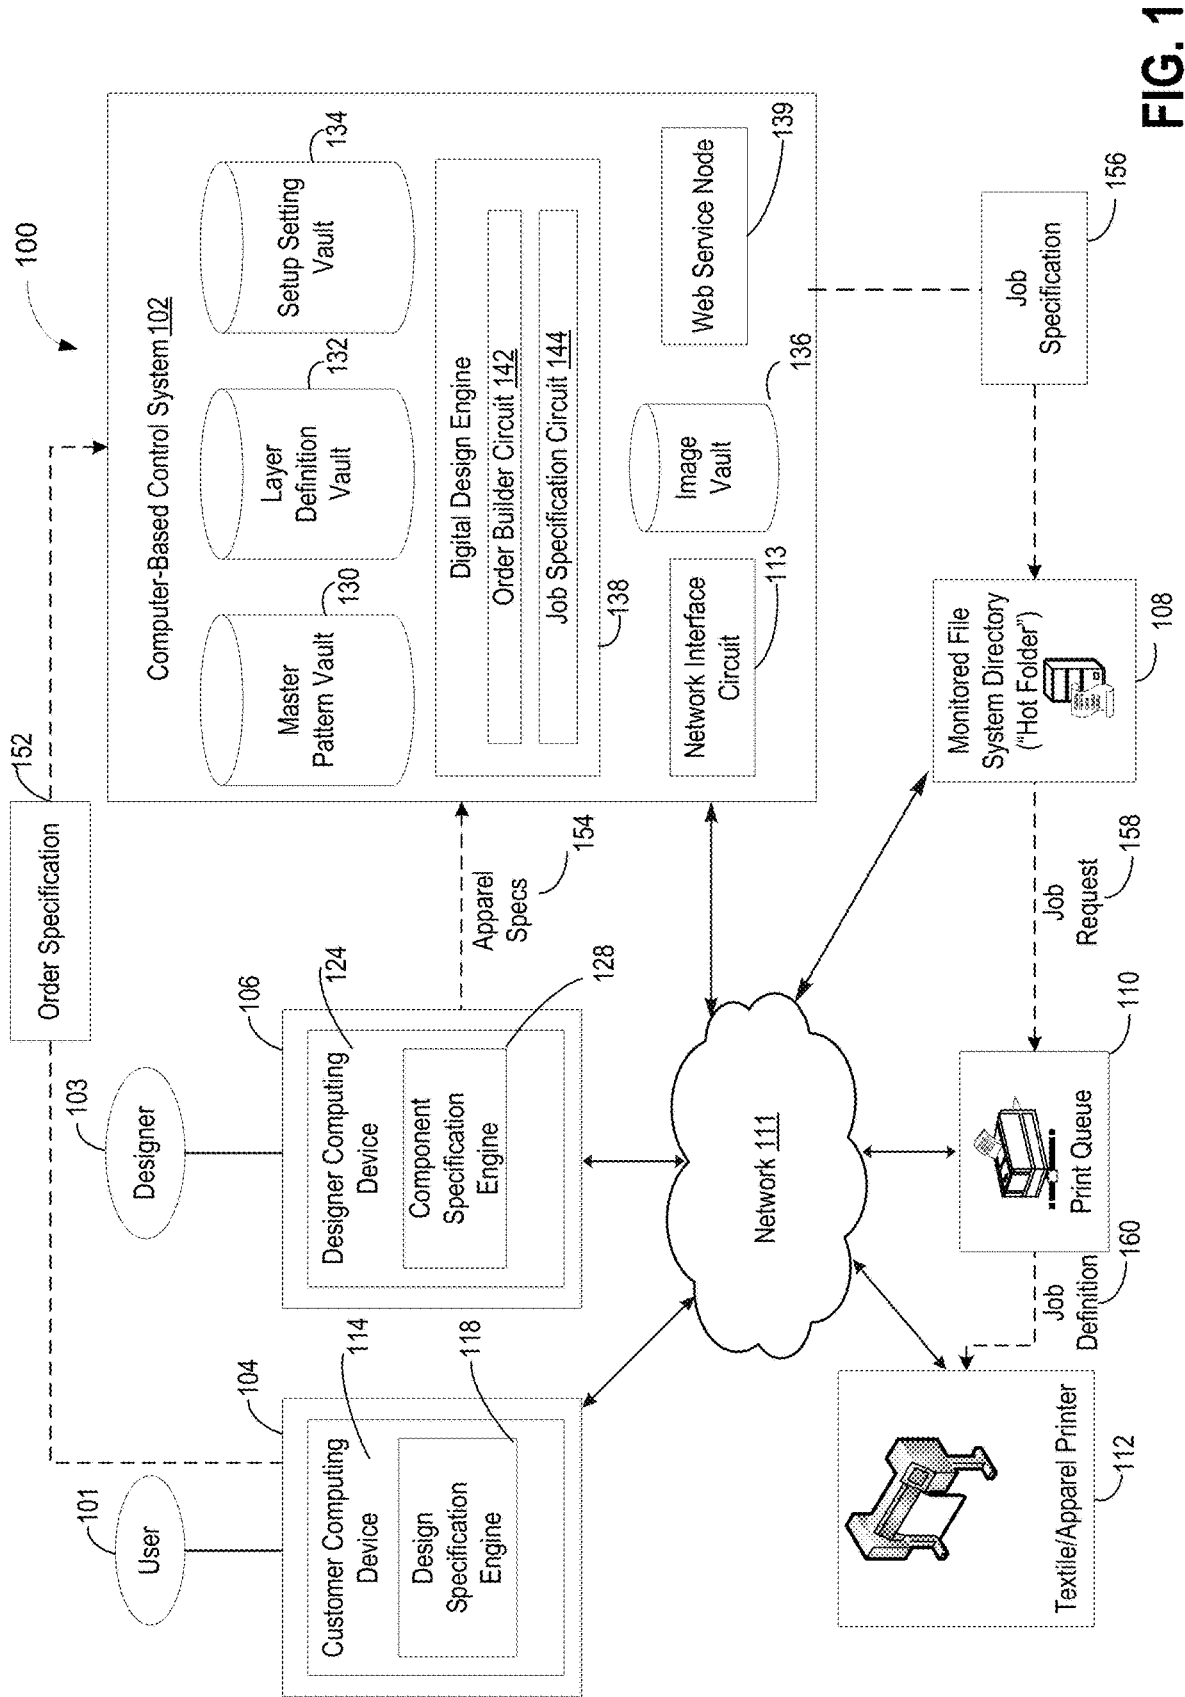 FIG. 1
100
Order Specification
152
User
101
Designer
103
104
Customer Computing
Device
114
Design
Specification
Engine
118
106
Designer Computing
Device
124
Component
Specification
Engine
128
Apparel
Specs
154
Computer-Based Control System 102
Master
Pattern Vault
130
Layer
Definition
Vault
132
Setup Setting
Vault
134
Digital Design Engine
Order Builder Circuit 142
Job Specification Circuit 144
138
Network Interface
Circuit
113
Image
Vault
136
Web Service Node
139
Network 111
Textile/Apparel Printer
112
Job
Definition
160
Print Queue
110
Job
Request
158
Monitored File
System Directory
("Hot Folder")
108
Job
Specification
156